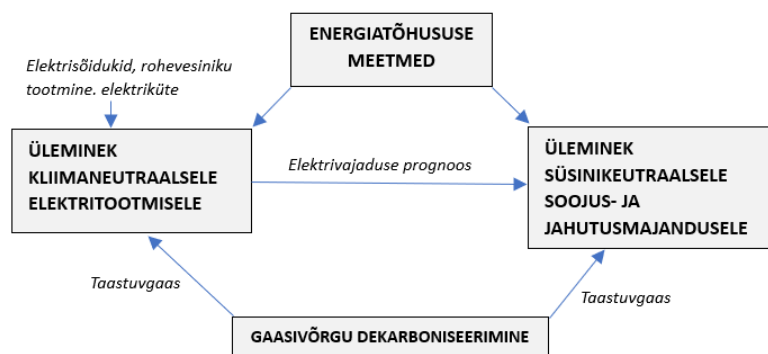 ENERGIATÕHUSUSE
MEETMED
Elektrisõidukid, rohevesiniku
tootmine. elektriküte
ÜLEMINEK
KLIIMANEUTRAALSELE
ELEKTRITOOTMISELE
Elektrivajaduse prognoos
ÜLEMINEK
SÜSINIKEUTRAALSELE
SOOJUS- JA
JAHUTUSMAJANDUSELE
Taastuvgaas
Taastuvgaas
GAASIVÕRGU DEKARBONISEERIMINE